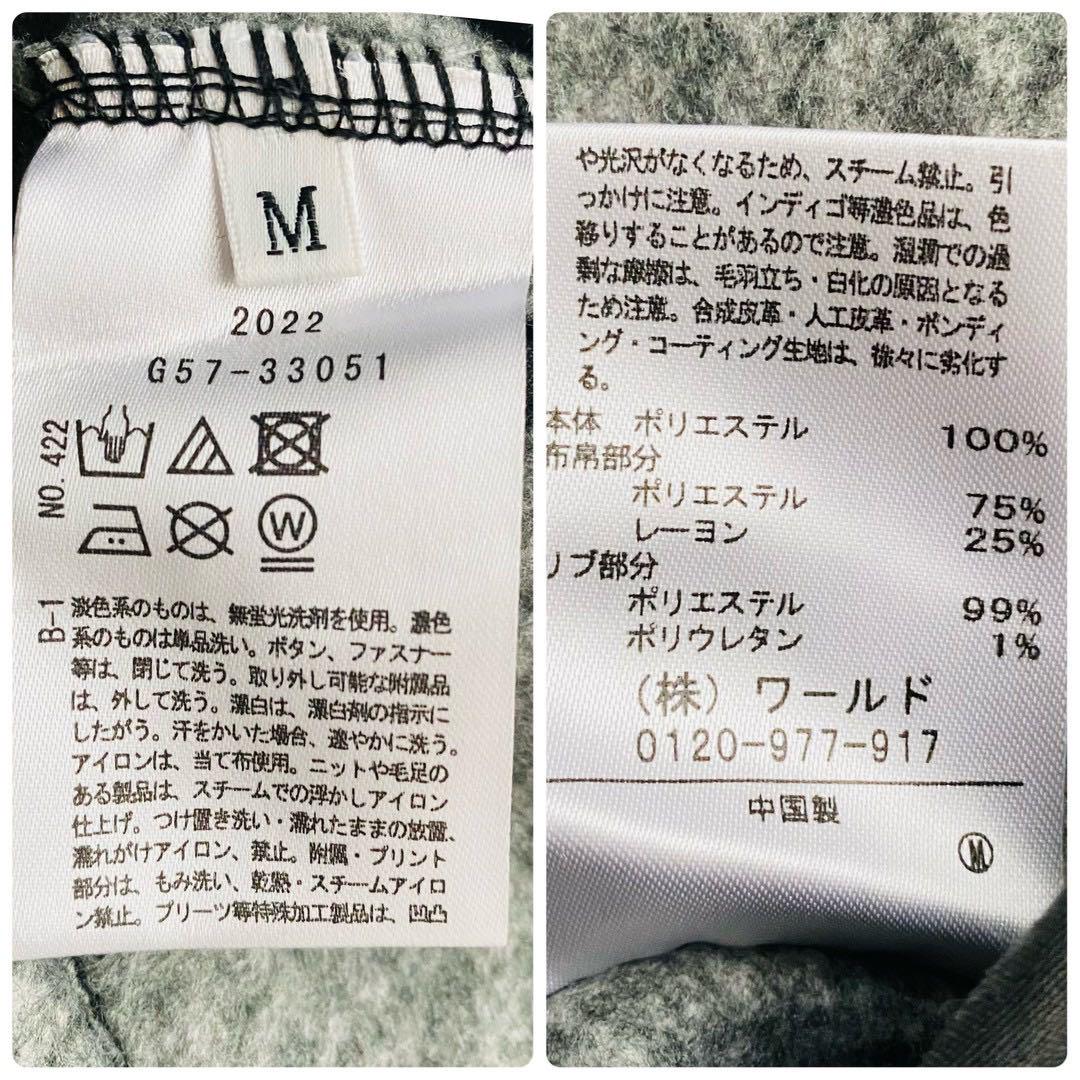 M
2022
G57-33051
NO. 422
W
B-1
淡色系のものは、無蛍光洗剤を使用。濃色
系のものは単品洗い。ボタン、ファスナー
等は、閉じて洗う。取り外し可能な附属品
は、外して洗う。漂白は、漂白剤の指示に
したがう。汗をかいた場合、速やかに洗う。
アイロンは、当て布使用。ニットや毛足の
ある製品は、スチームでの浮かしアイロン
仕上げ。つけ置き洗い・濡れたままの放置、
濡れがけアイロン、禁止。附属・プリント
部分は、もみ洗い、乾熱・スチームアイロ
ン禁止。プリーツ等特殊加工製品は、凹凸
や光沢がなくなるため、スチーム禁止。引
っかけに注意。インディゴ等濃色品は、色
移りすることがあるので注意。湿潤での過
剰な摩擦は、毛羽立ち・白化の原因となる
ため注意。合成皮革・人工皮革・ボンディ
ング・コーティング生地は、徐々に劣化す
る。
本体 ポリエステル 100%
布帛部分
ポリエステル 75%
レーヨン 25%
リブ部分
ポリエステル 99%
ポリウレタン 1%
(株) ワールド
0120-977-917
中国製
M